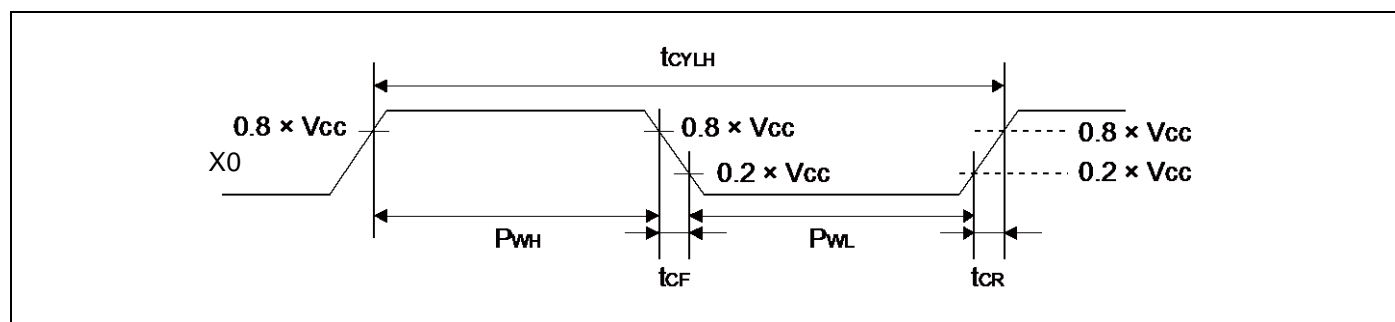 tCYLH
0.8 × Vcc 0.8 × Vcc 0.8 × Vcc
X0
0.2 × Vcc 0.2 × Vcc
PWH PWL
tCF tCR